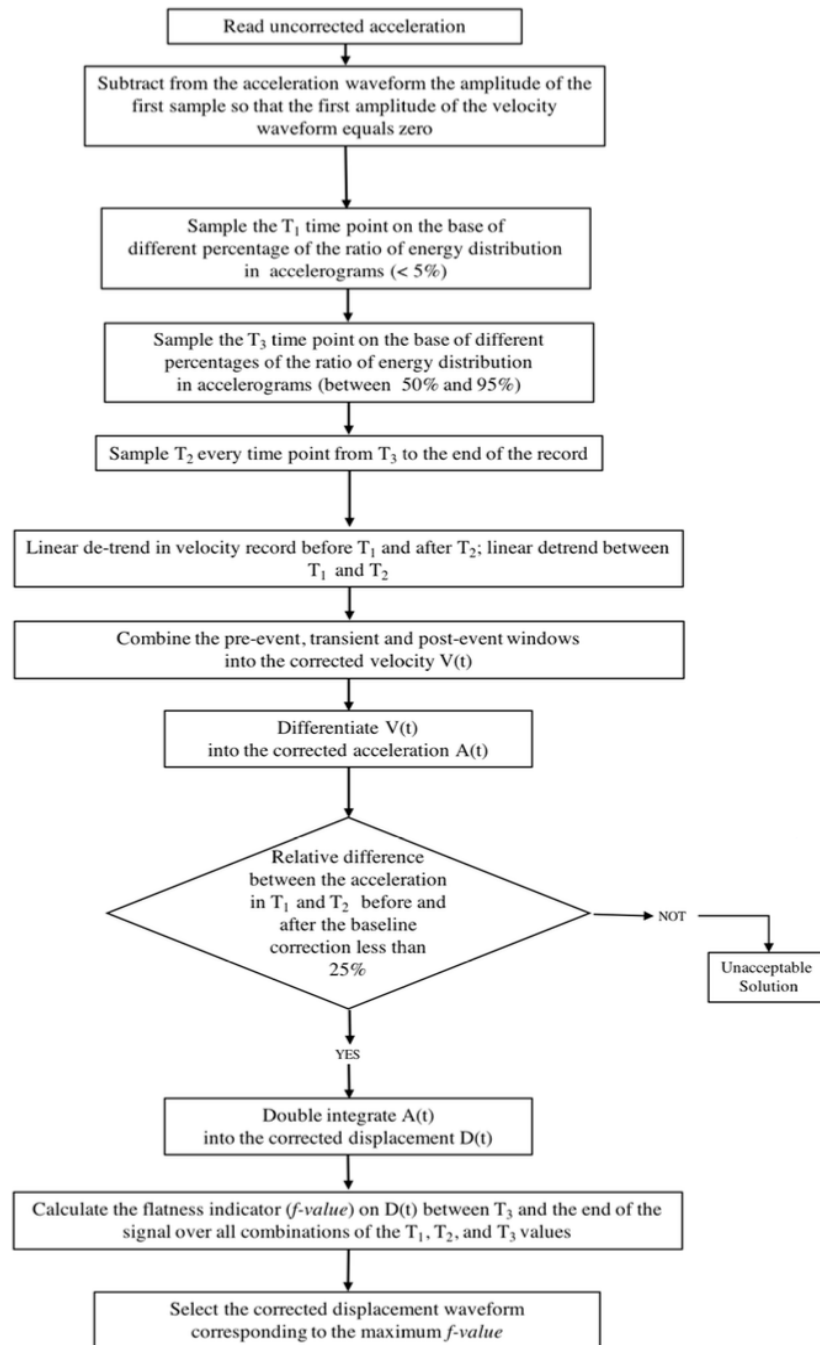 Read uncorrected acceleration
Subtract from the acceleration waveform the amplitude of the
first sample so that the first amplitude of the velocity
waveform equals zero
Sample the T₁ time point on the base of
different percentage of the ratio of energy distribution
in accelerograms (< 5%)
Sample the T₃ time point on the base of different
percentages of the ratio of energy distribution
in accelerograms (between 50% and 95%)
Sample T₂ every time point from T₃ to the end of the record
Linear de-trend in velocity record before T₁ and after T₂; linear detrend between
T₁ and T₂
Combine the pre-event, transient and post-event windows
into the corrected velocity V(t)
Differentiate V(t)
into the corrected acceleration A(t)
Relative difference
between the acceleration
in T₁ and T₂ before and
after the baseline
correction less than
25%
NOT
Unacceptable
Solution
YES
Double integrate A(t)
into the corrected displacement D(t)
Calculate the flatness indicator (f-value) on D(t) between T₃ and the end of the
signal over all combinations of the T₁, T₂, and T₃ values
Select the corrected displacement waveform
corresponding to the maximum f-value